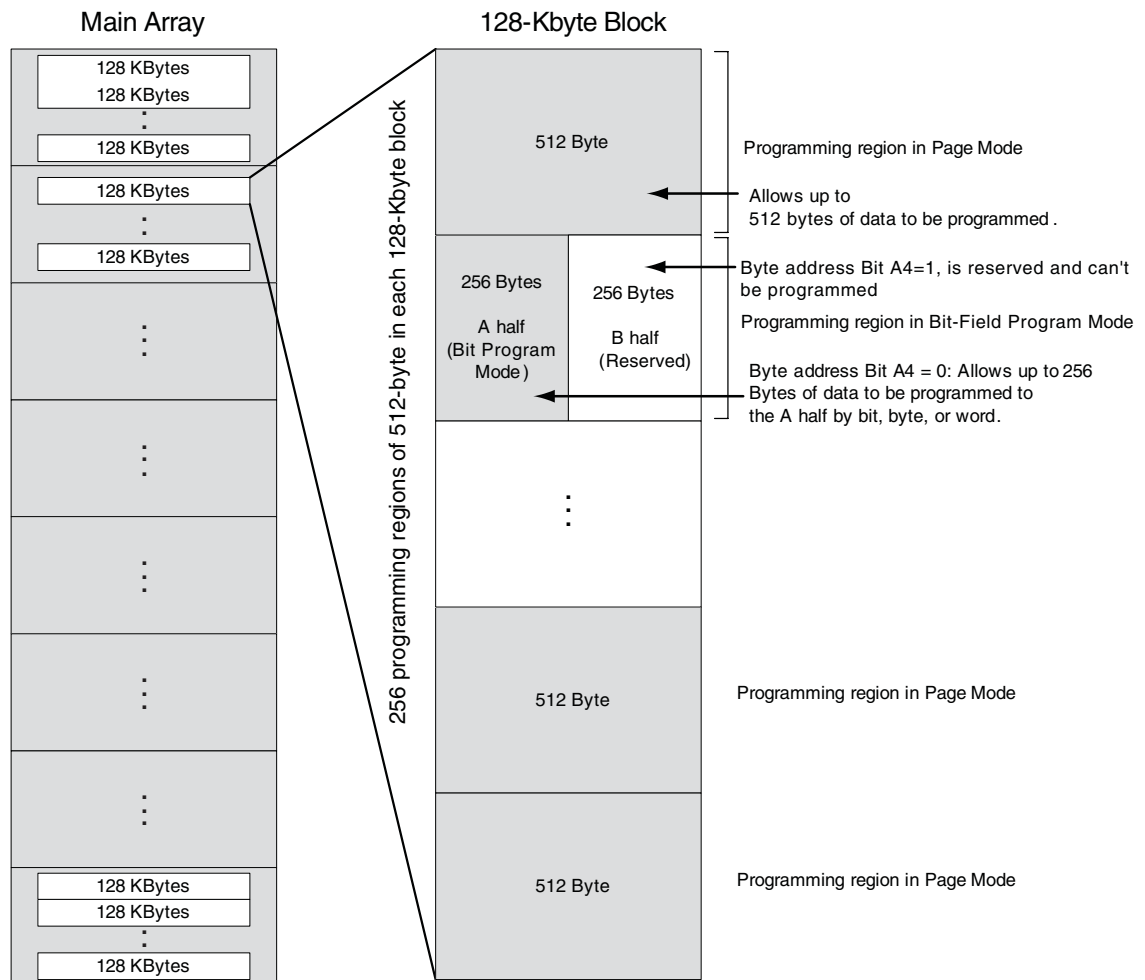 Main Array
128 KBytes
128 KBytes
128 KBytes
128 KBytes
128 KBytes
128 KBytes
128 KBytes
128 KBytes
128-Kbyte Block
256 programming regions of 512-byte in each 128-Kbyte block
512 Byte
Programming region in Page Mode
Allows up to
512 bytes of data to be programmed .
256 Bytes
A half
(Bit Program
Mode )
256 Bytes
B half
(Reserved)
Byte address Bit A4=1, is reserved and can't
be programmed
Programming region in Bit-Field Program Mode
Byte address Bit A4 = 0: Allows up to 256
Bytes of data to be programmed to
the A half by bit, byte, or word.
512 Byte
Programming region in Page Mode
512 Byte
Programming region in Page Mode